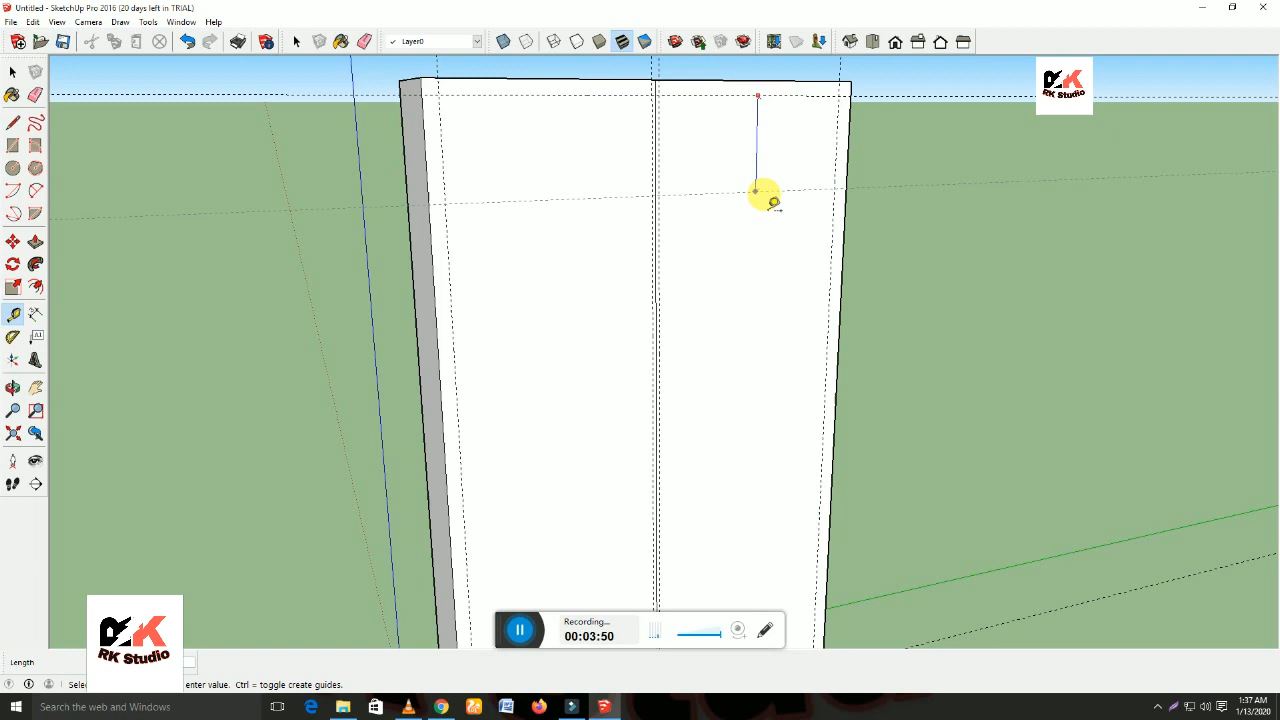 Untitled - SketchUp Pro 2016 (20 days left in TRIAL)
File Edit View Camera Draw Tools Window Help
Layer0
RK Studio
A1
Recording...
00:03:50
RK Studio
Length
Selec enter value. Ctrl = toggle create guides.
Search the web and Windows
1:37 AM
1/13/2020